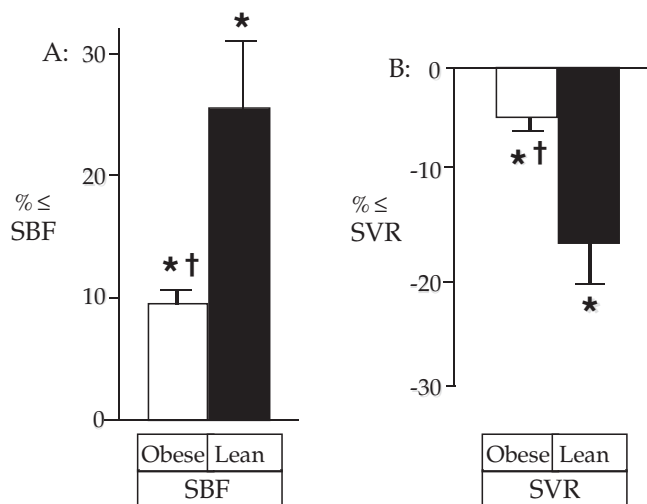 A:
30
20
10
0
% ≤
SBF
*†
*
Obese Lean
SBF
B:
0
-10
-20
-30
% ≤
SVR
*†
*
Obese Lean
SVR